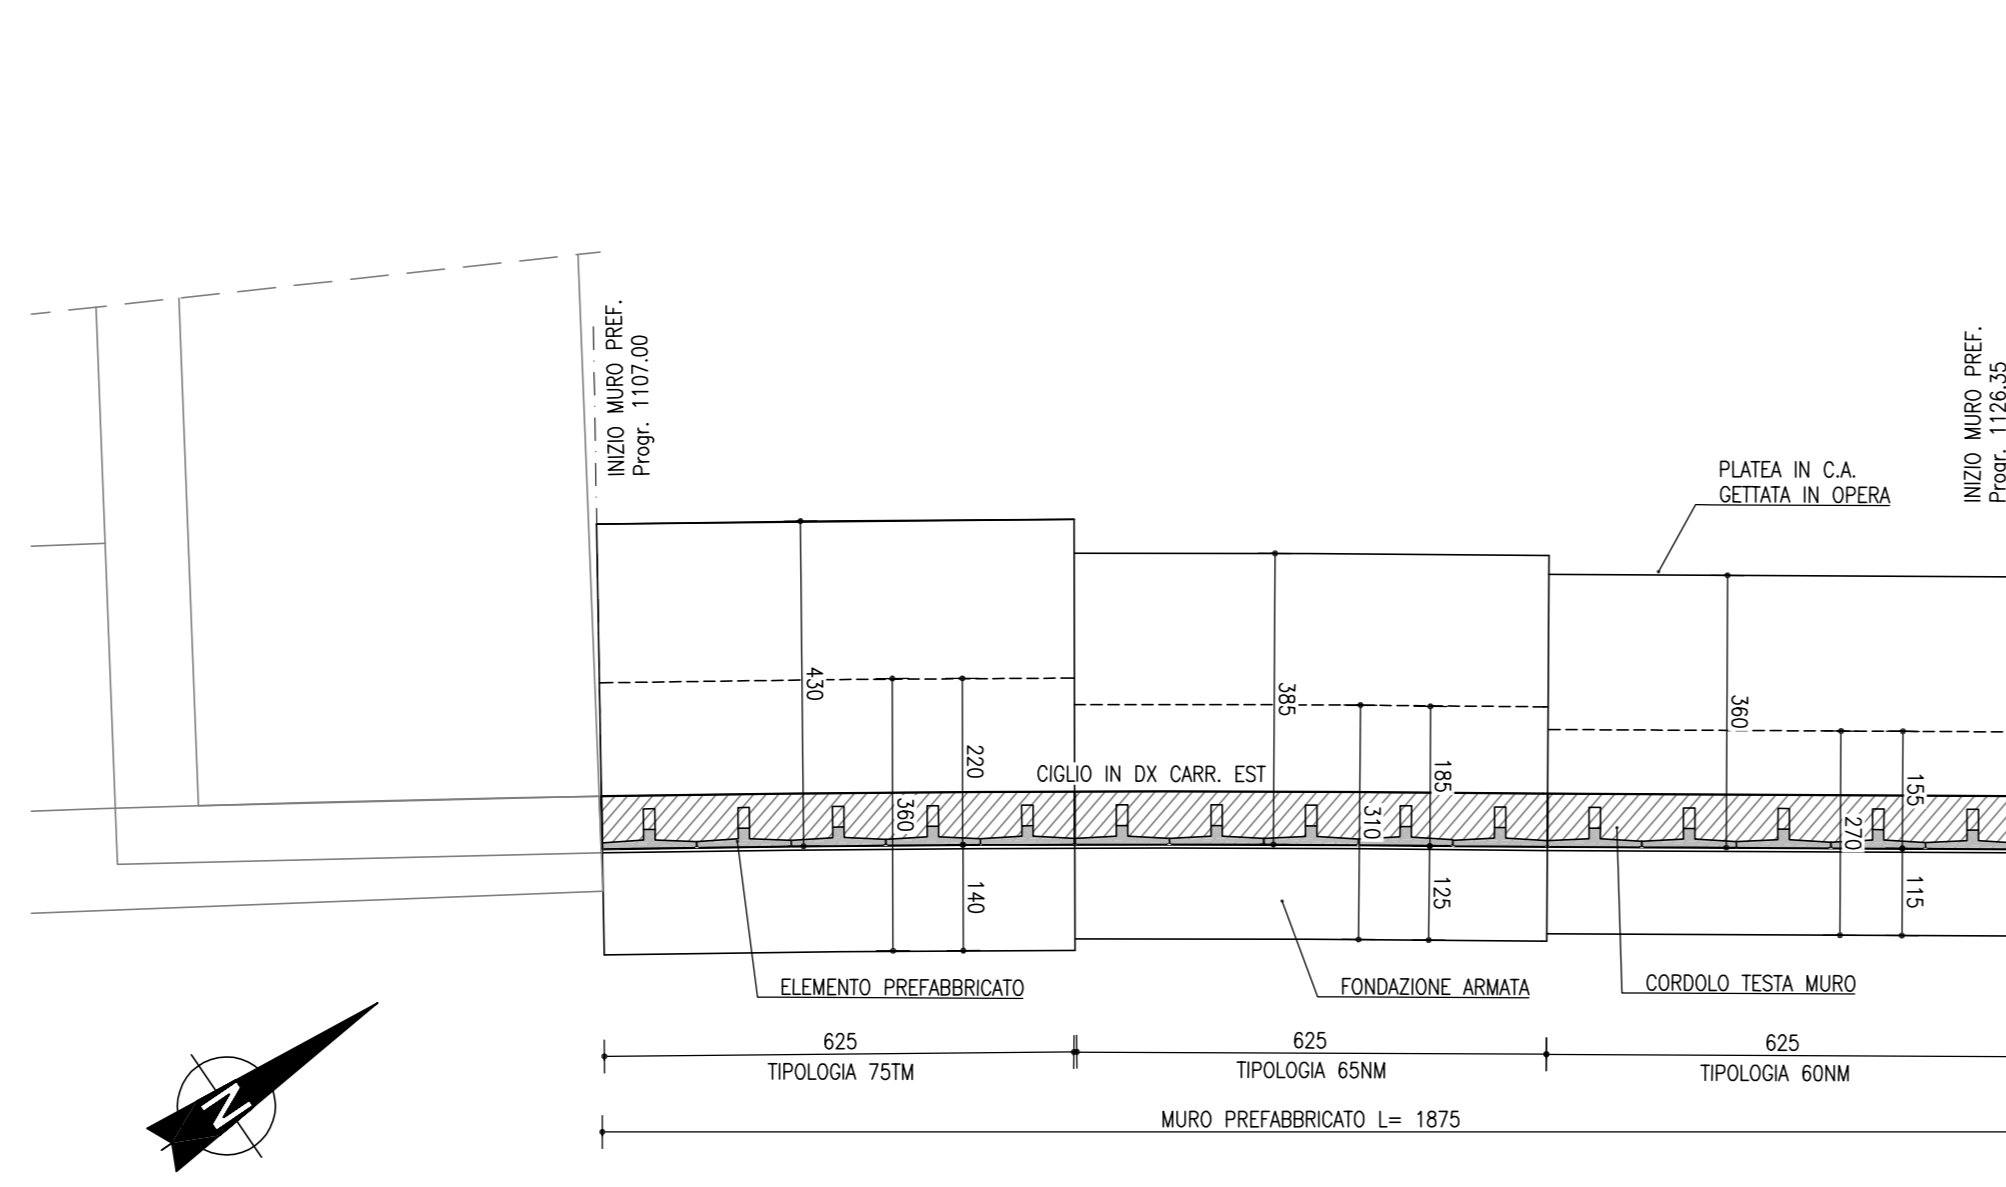 INIZIO MURO PREF.
Progr. 1107.00
INIZIO MURO PREF.
Progr. 1126.35
PLATEA IN C.A.
GETTATA IN OPERA
430
385
360
220
185
155
CIGLIO IN DX CARR. EST
360
310
270
140
125
115
ELEMENTO PREFABBRICATO
FONDAZIONE ARMATA
CORDOLO TESTA MURO
625
625
625
TIPOLOGIA 75TM
TIPOLOGIA 65NM
TIPOLOGIA 60NM
N
MURO PREFABBRICATO L= 1875